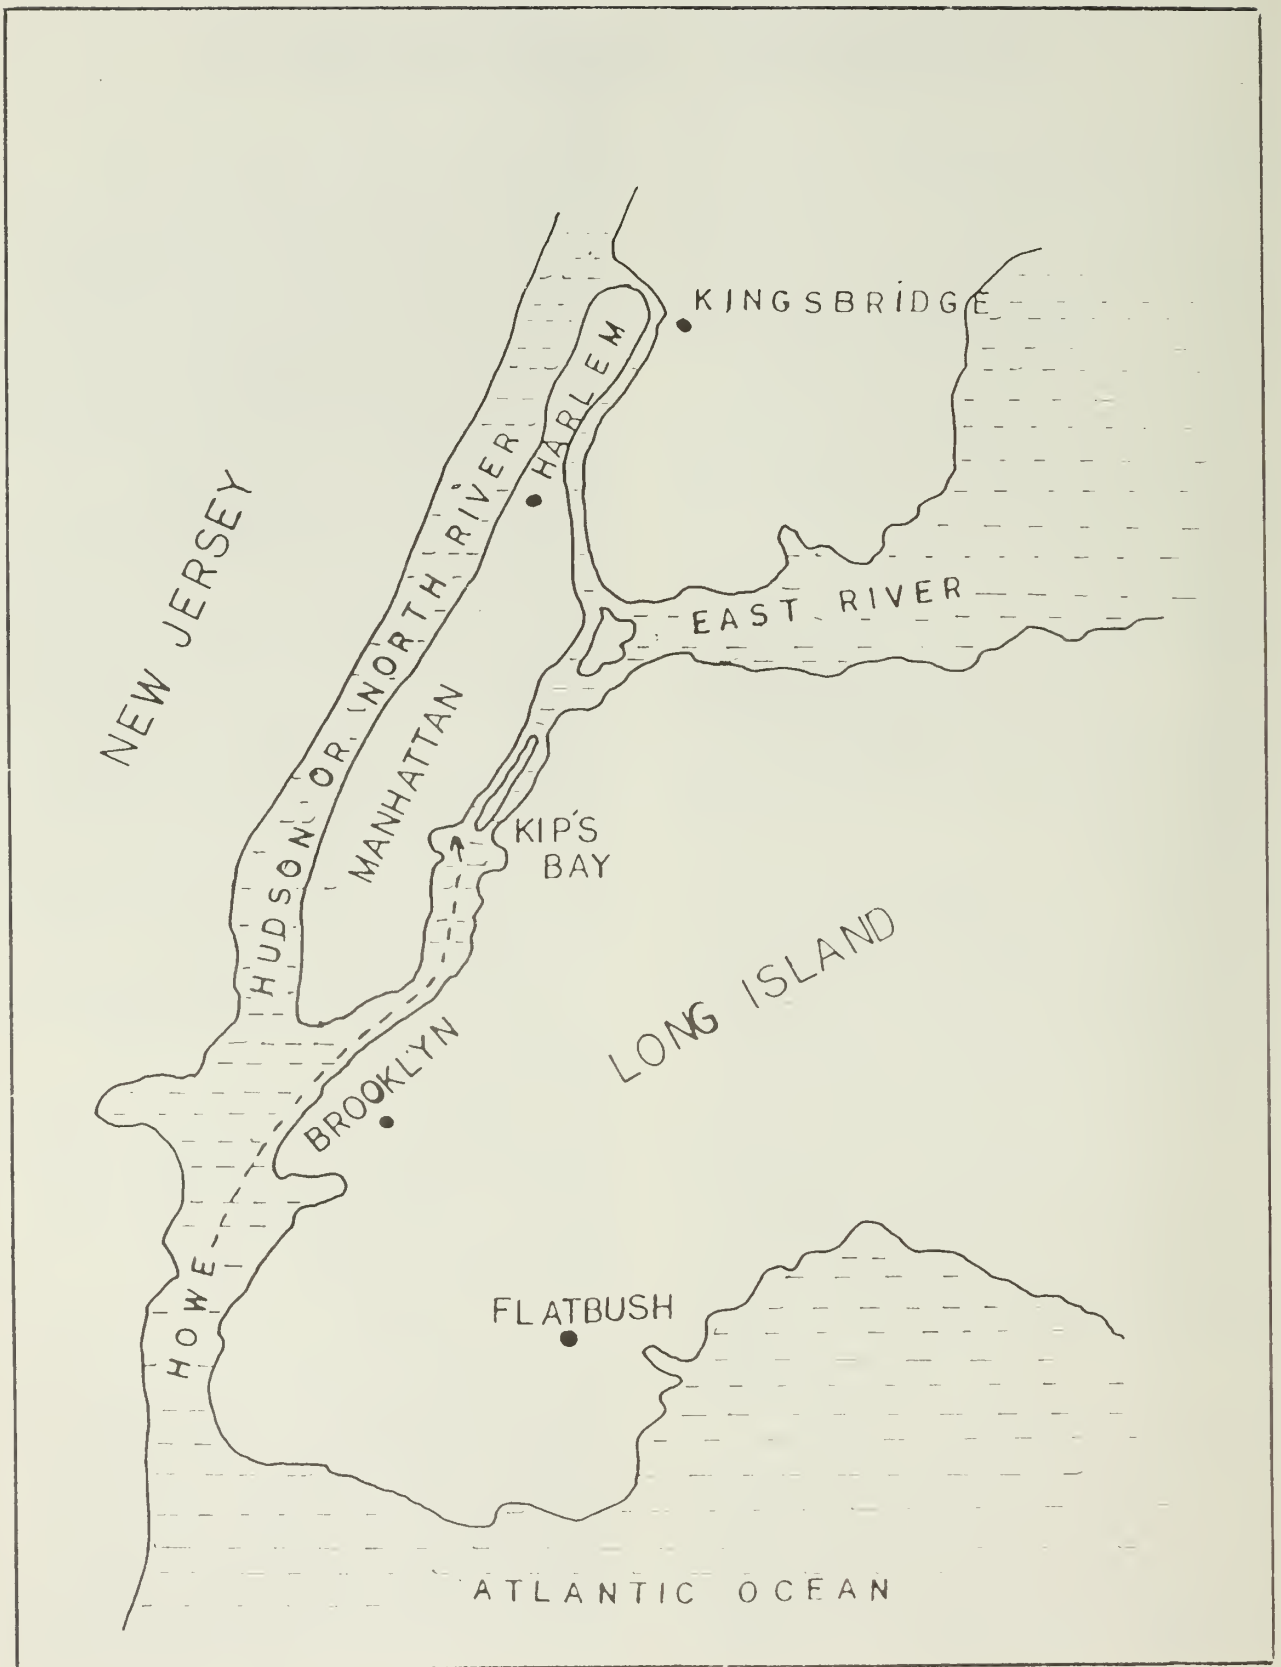 KINGSBRIDGE
HARLEM
HUDSON OR NORTH RIVER
NEW JERSEY
EAST RIVER
MANHATTAN
KIP'S
BAY
LONG ISLAND
BROOKLYN
HOWE
FLATBUSH
ATLANTIC OCEAN